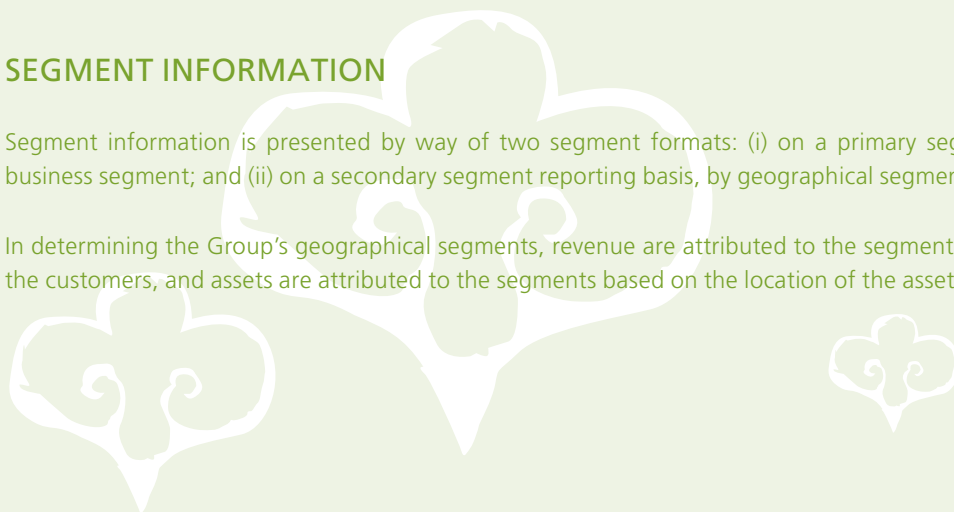 SEGMENT INFORMATION
Segment information is presented by way of two segment formats: (i) on a primary
business segment; and (ii) on a secondary segment reporting basis, by geographical
In determining the Group’s geographical segments, revenue are attributed to the segment
the customers, and assets are attributed to the segments based on the location of the asset